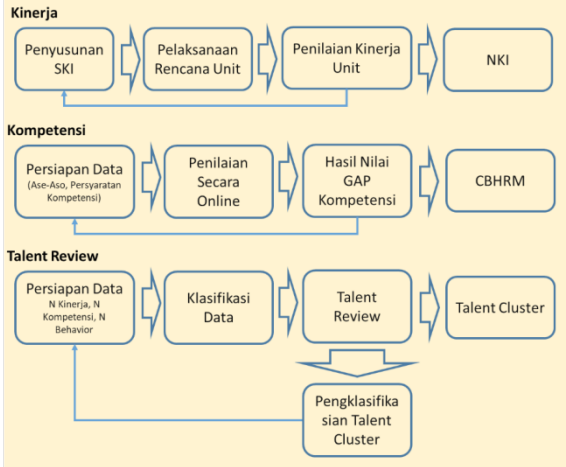 Kinerja
Penyusunan
SKI
Pelaksanaan
Rencana Unit
Penilaian Kinerja
Unit
NKI
Kompetensi
Persiapan Data
(Ase-Aso, Persyaratan
Kompetensi)
Penilaian
Secara
Online
Hasil Nilai
GAP
Kompetensi
CBHRM
Talent Review
Persiapan Data
N Kinerja, N
Kompetensi, N
Behavior
Klasifikasi
Data
Talent
Review
Talent Cluster
Pengklasifika
sian Talent
Cluster